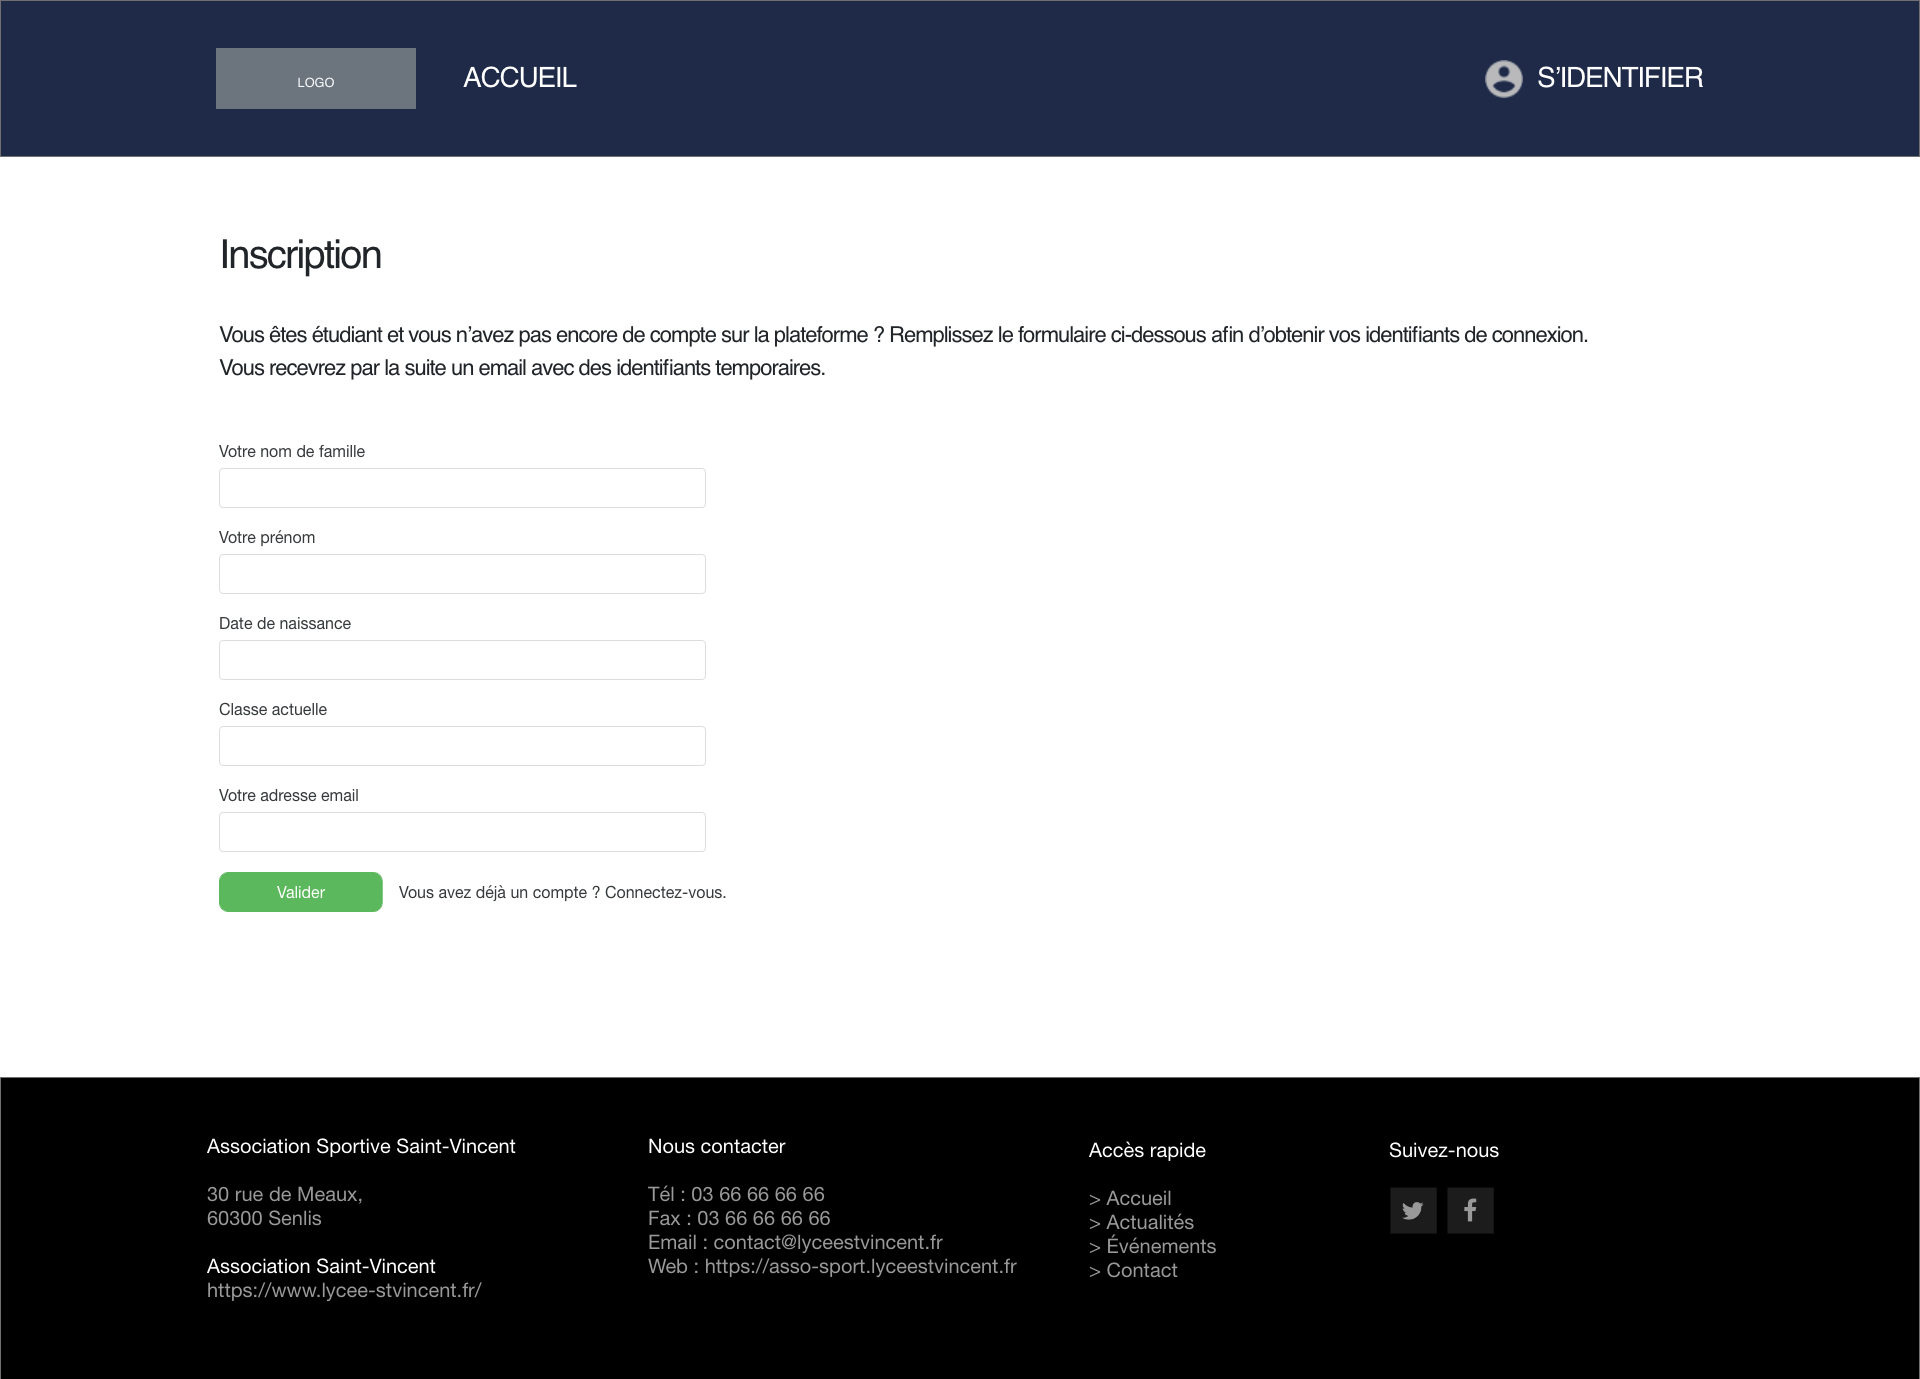 LOGO
ACCUEIL
S’IDENTIFIER
Inscription
Vous êtes étudiant et vous n’avez pas encore de compte sur la plateforme ? Remplissez le formulaire ci-dessous afin d’obtenir vos identifiants de connexion.
Vous recevrez par la suite un email avec des identifiants temporaires.
Votre nom de famille
Votre prénom
Date de naissance
Classe actuelle
Votre adresse email
Valider
Vous avez déjà un compte ? Connectez-vous.
Association Sportive Saint-Vincent
30 rue de Meaux,
60300 Senlis
Association Saint-Vincent
https://www.lycee-stvincent.fr/
Nous contacter
Tél : 03 66 66 66 66
Fax : 03 66 66 66 66
Email : contact@lyceestvincent.fr
Web : https://asso-sport.lyceestvincent.fr
Accès rapide
> Accueil
> Actualités
> Événements
> Contact
Suivez-nous